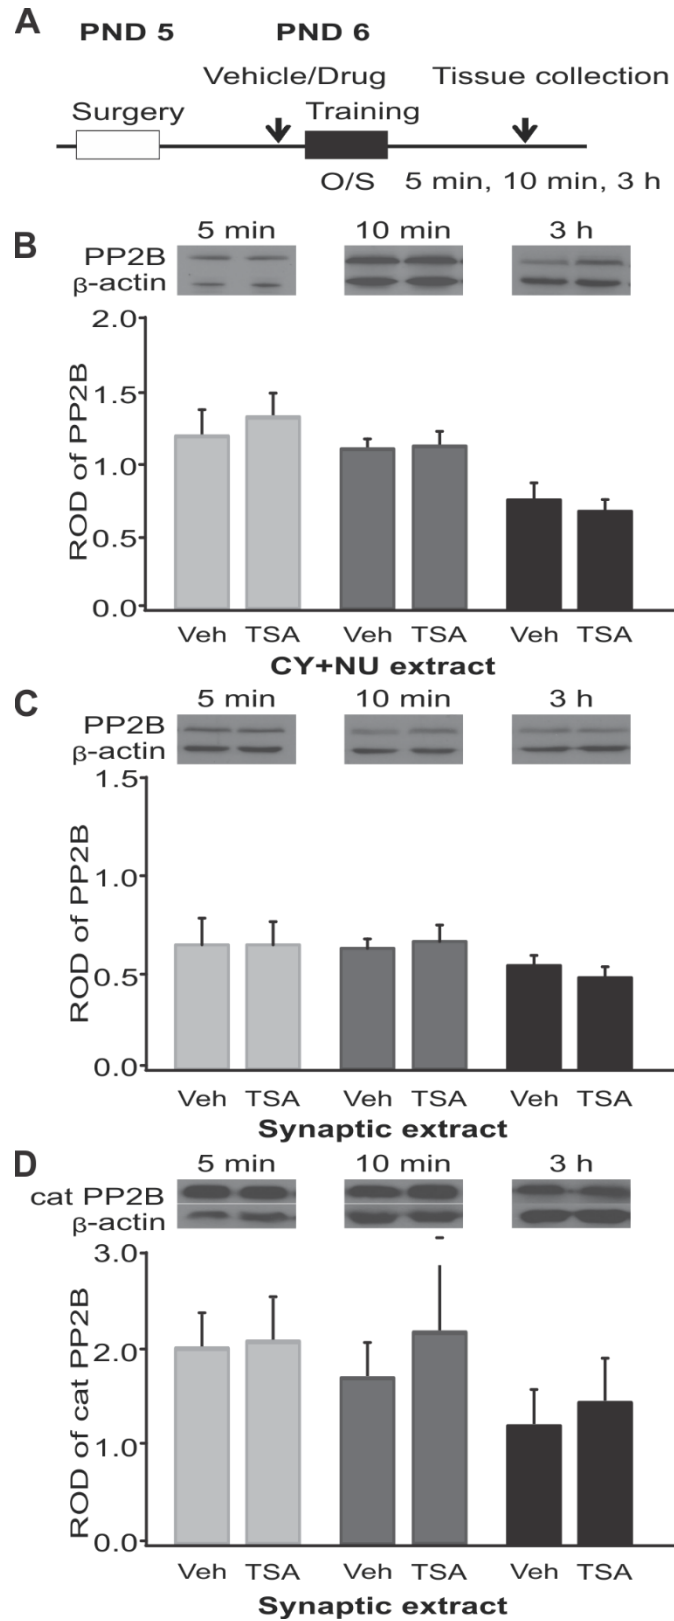 A PND 5 PND 6
Vehicle/Drug Tissue collection
Surgery Training
O/S 5 min, 10 min, 3 h
B 5 min 10 min 3 h
PP2B
β-actin
ROD of PP2B
2.0
1.5
1.0
0.5
0.0
Veh TSA Veh TSA Veh TSA
CY+NU extract
C 5 min 10 min 3 h
PP2B
β-actin
ROD of PP2B
1.5
1.0
0.5
0.0
Veh TSA Veh TSA Veh TSA
Synaptic extract
D 5 min 10 min 3 h
cat PP2B
β-actin
ROD of cat PP2B
3.0
2.0
1.0
0.0
Veh TSA Veh TSA Veh TSA
Synaptic extract